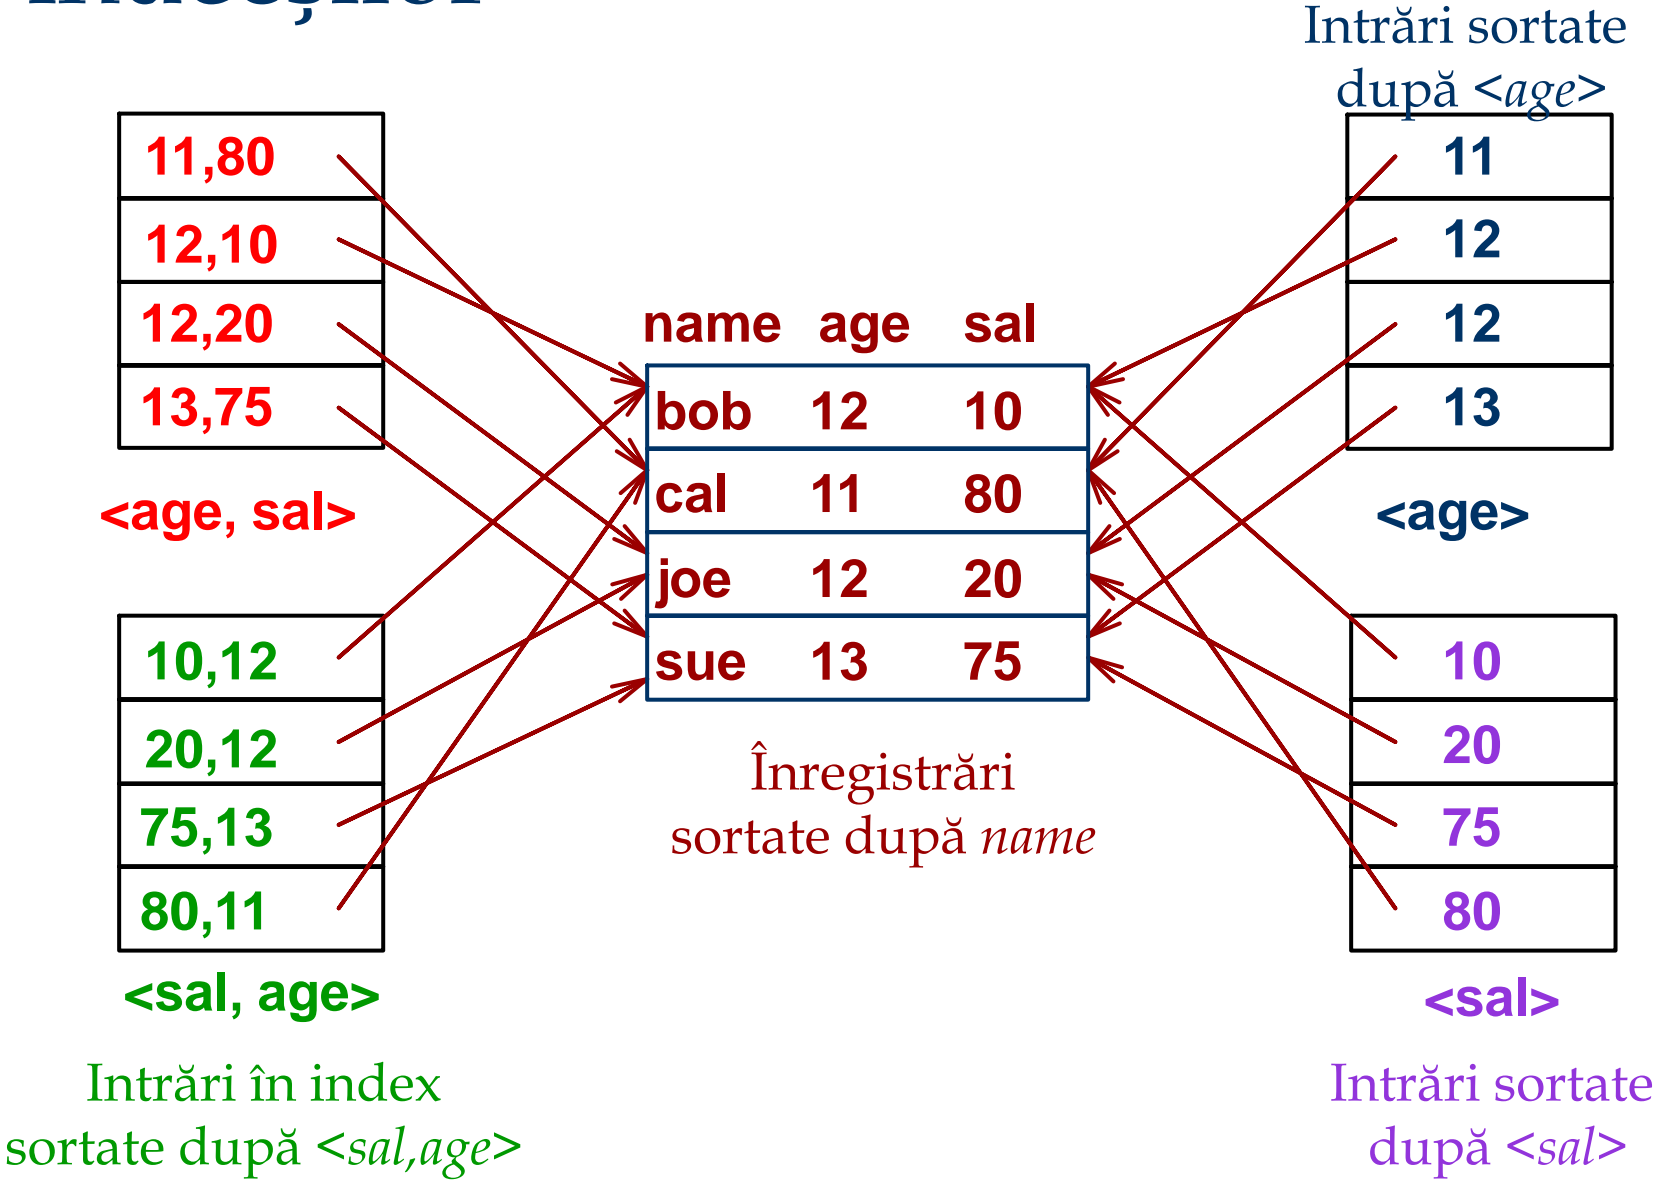 Intrări sortate
după <age>
11,80
12,10
12,20
13,75
<age, sal>
10,12
20,12
75,13
80,11
<sal, age>
Intrări în index
sortate după <sal,age>
name age sal
bob 12 10
cal 11 80
joe 12 20
sue 13 75
Înregistrări
sortate după name
11
12
12
13
<age>
10
20
75
80
<sal>
Intrări sortate
după <sal>